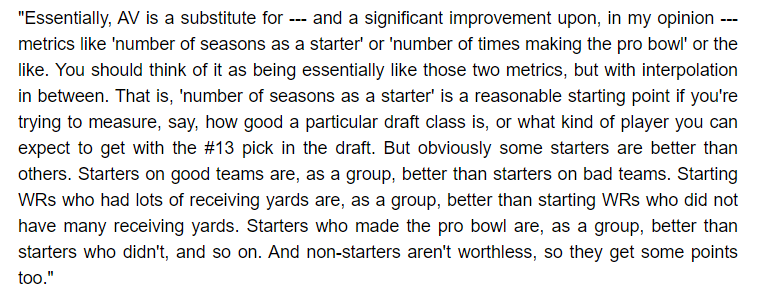 "Essentially, AV is a substitute for --- and a significant improvement upon, in my opinion ---
metrics like 'number of seasons as a starter' or 'number of times making the pro bowl' or the
like. You should think of it as being essentially like those two metrics, but with interpolation
in between. That is, 'number of seasons as a starter' is a reasonable starting point if you're
trying to measure, say, how good a particular draft class is, or what kind of player you can
expect to get with the #13 pick in the draft. But obviously some starters are better than
others. Starters on good teams are, as a group, better than starters on bad teams. Starting
WRs who had lots of receiving yards are, as a group, better than starting WRs who did not
have many receiving yards. Starters who made the pro bowl are, as a group, better than
starters who didn't, and so on. And non-starters aren't worthless, so they get some points
too."